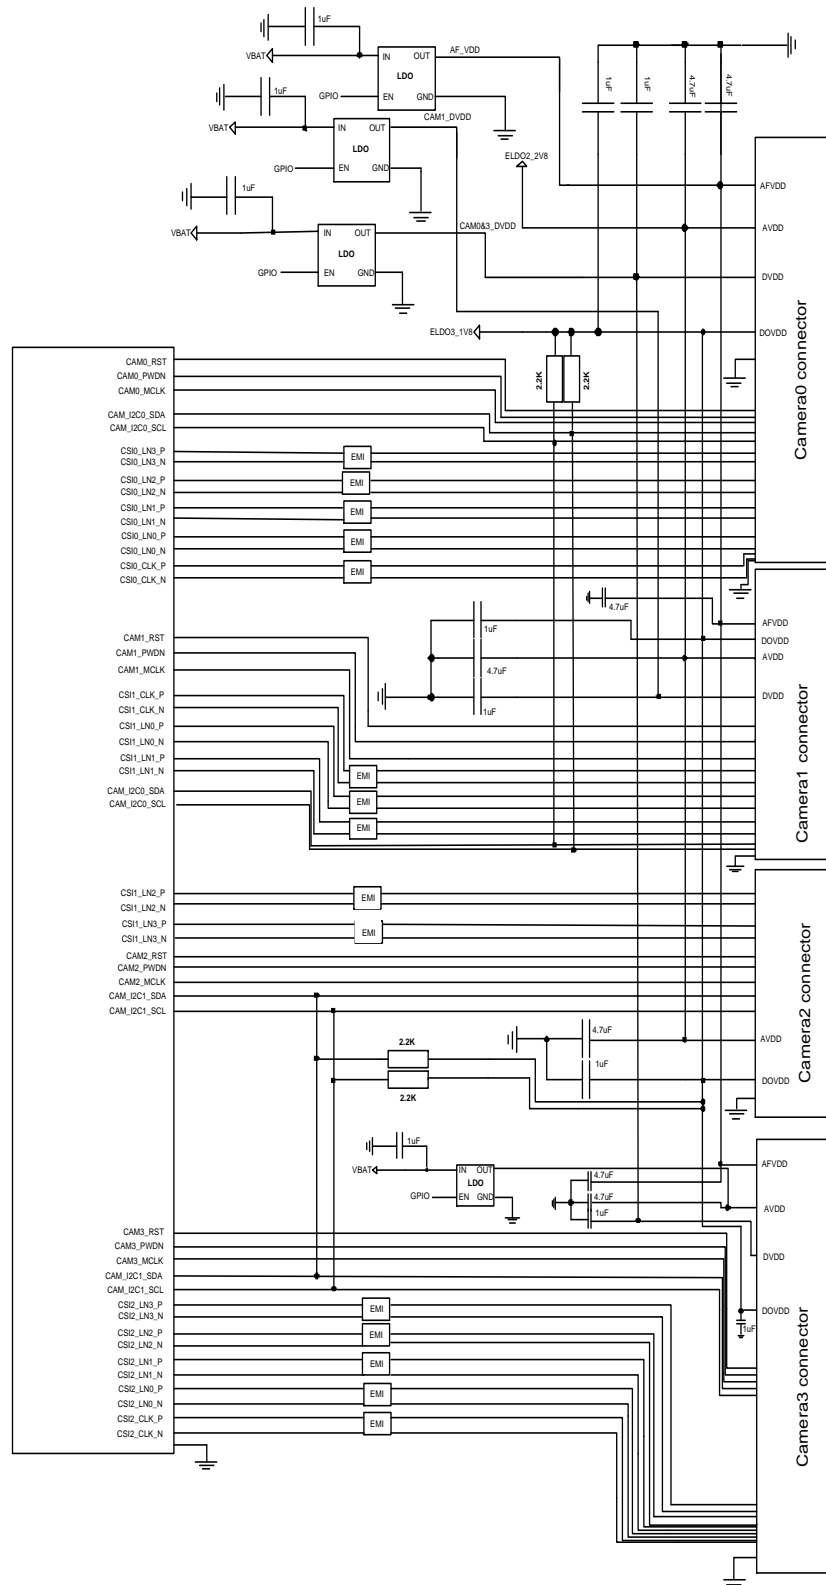 1uF
VBAT
IN
OUT
LDO
EN
GND
GPIO
AF_VDD
1uF
VBAT
IN
OUT
LDO
EN
GND
GPIO
CAM1_DVDD
1uF
VBAT
IN
OUT
LDO
EN
GND
GPIO
CAM0&3_DVDD
1uF
1uF
4.7uF
4.7uF
ELDO2_2V8
ELDO3_1V8
2.2K
2.2K
AFVDD
AVDD
DVDD
DOVDD
Camera0 connector
CAM0_RST
CAM0_PWDN
CAM0_MCLK
CAM_I2C0_SDA
CAM_I2C0_SCL
CSI0_LN3_P
CSI0_LN3_N
EMI
CSI0_LN2_P
CSI0_LN2_N
EMI
CSI0_LN1_P
CSI0_LN1_N
EMI
CSI0_LN0_P
CSI0_LN0_N
EMI
CSI0_CLK_P
CSI0_CLK_N
EMI
4.7uF
1uF
4.7uF
1uF
AFVDD
DOVDD
AVDD
DVDD
Camera1 connector
CAM1_RST
CAM1_PWDN
CAM1_MCLK
CSI1_CLK_P
CSI1_CLK_N
CSI1_LN0_P
CSI1_LN0_N
CSI1_LN1_P
CSI1_LN1_N
EMI
EMI
EMI
CAM_I2C0_SDA
CAM_I2C0_SCL
CSI1_LN2_P
CSI1_LN2_N
EMI
CSI1_LN3_P
CSI1_LN3_N
EMI
CAM2_RST
CAM2_PWDN
CAM2_MCLK
CAM_I2C1_SDA
CAM_I2C1_SCL
4.7uF
1uF
2.2K
2.2K
AVDD
DOVDD
Camera2 connector
1uF
VBAT
IN
OUT
LDO
EN
GND
GPIO
4.7uF
4.7uF
1uF
AFVDD
AVDD
DVDD
DOVDD
1uF
Camera3 connector
CAM3_RST
CAM3_PWDN
CAM3_MCLK
CAM_I2C1_SDA
CAM_I2C1_SCL
CSI2_LN3_P
CSI2_LN3_N
EMI
CSI2_LN2_P
CSI2_LN2_N
EMI
CSI2_LN1_P
CSI2_LN1_N
EMI
CSI2_LN0_P
CSI2_LN0_N
EMI
CSI2_CLK_P
CSI2_CLK_N
EMI